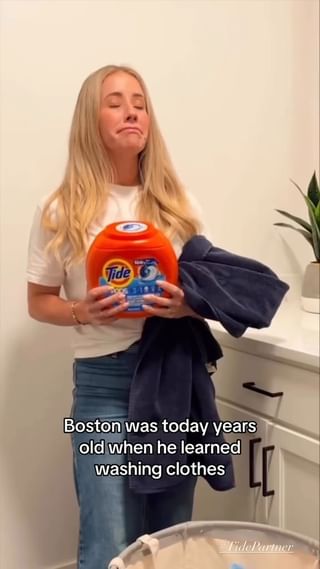 Tide
Boston was today years
old when he learned
washing clothes
#TidePartner